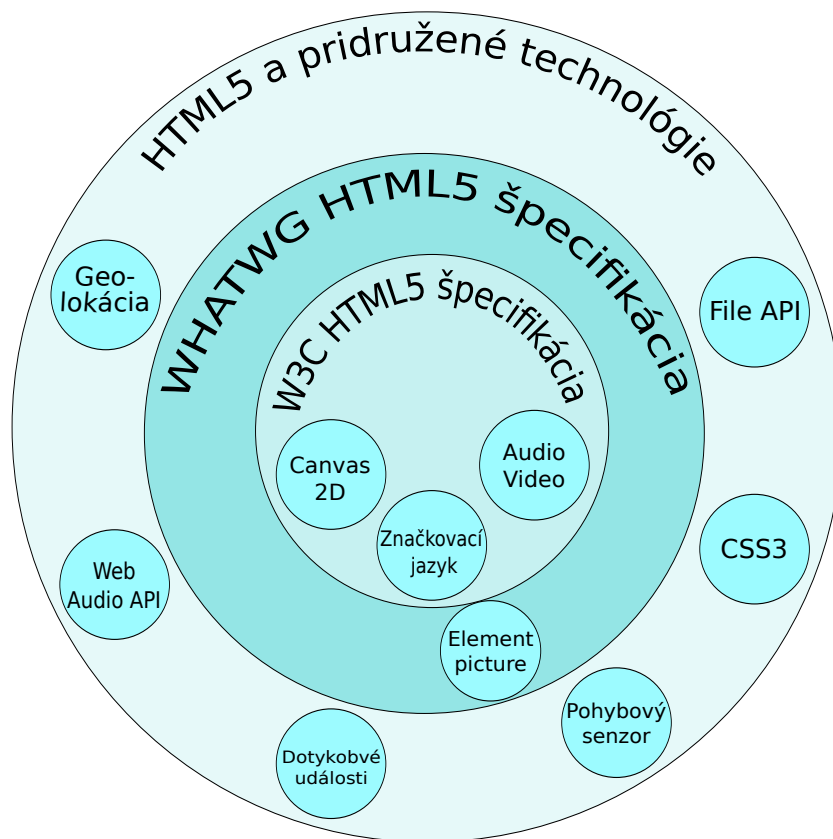 HTML5 a pridružené technológie
WHATWG HTML5 špecifikácia
W3C HTML5 špecifikácia
Geo-
lokácia
File API
Canvas
2D
Audio
Video
Značkovací
jazyk
CSS3
Web
Audio API
Element
picture
Pohybový
senzor
Dotykobvé
události